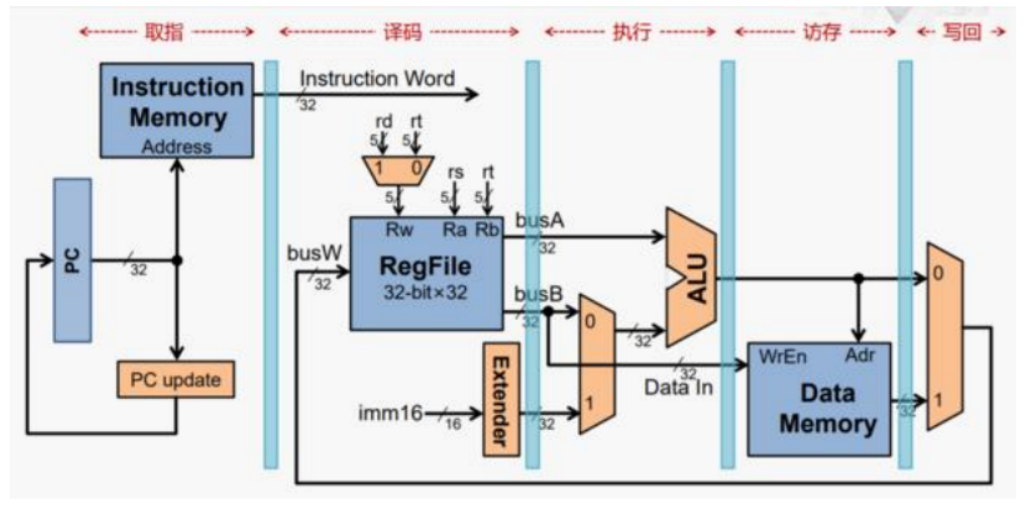 取指
译码
执行
访存
写回
Instruction
Memory
Address
Instruction Word
32
rd rt
5 5
1 0
rs rt
5 5 5
PC
32
Rw Ra Rb
RegFile
32-bit×32
busW
32
busA
32
busB
32
0
1
32
ALU
0
1
PC update
Extender
imm16
16
32
32
Data In
WrEn Adr
Data
Memory
32